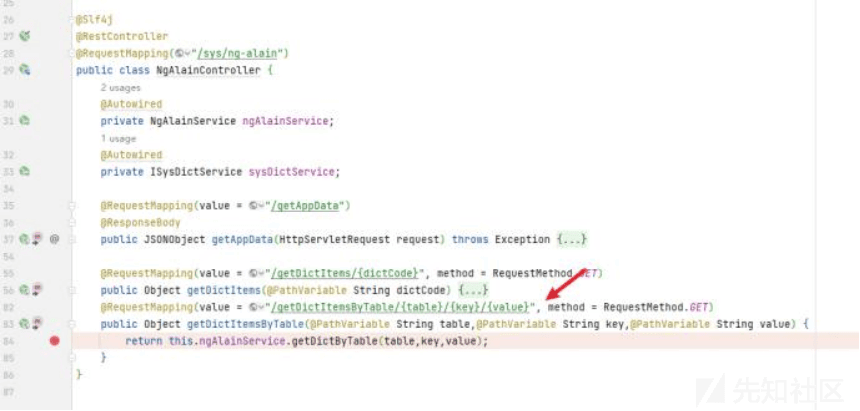 25
26 @Slf4j
27 @RestController
28 @RequestMapping("/sys/ng-alain")
29 public class NgAlainController {
2 usages
30 @Autowired
31 private NgAlainService ngAlainService;
1 usage
32 @Autowired
33 private ISysDictService sysDictService;
34
35 @RequestMapping(value = "/getAppData")
36 @ResponseBody
37 @ public JSONObject getAppData(HttpServletRequest request) throws Exception {...}
54
55 @RequestMapping(value = "/getDictItems/{dictCode}", method = RequestMethod.GET)
56 public Object getDictItems(@PathVariable String dictCode) {...}
82 @RequestMapping(value = "/getDictItemsByTable/{table}/{key}/{value}", method = RequestMethod.GET)
83 public Object getDictItemsByTable(@PathVariable String table,@PathVariable String key,@PathVariable String value) {
84 return this.ngAlainService.getDictByTable(table,key,value);
85 }
86 }
87
先知社区